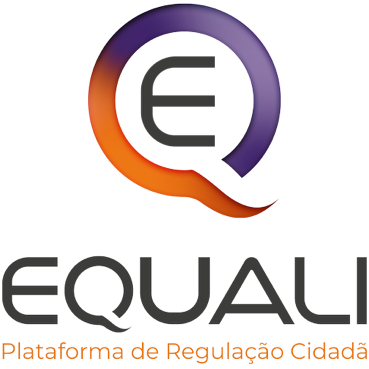 E
EQUALI
Plataforma de Regulação Cidadã